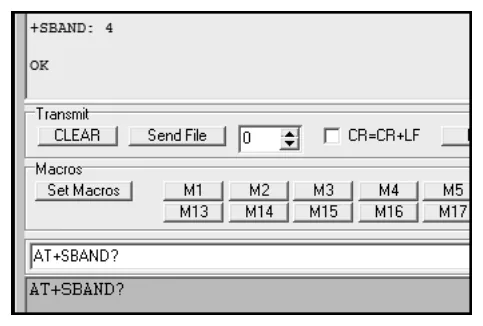 +SBAND: 4
OK
Transmit
CLEAR Send File 0 CR=CR+LF
Macros
Set Macros M1 M2 M3 M4 M5
M13 M14 M15 M16 M17
AT+SBAND?
AT+SBAND?